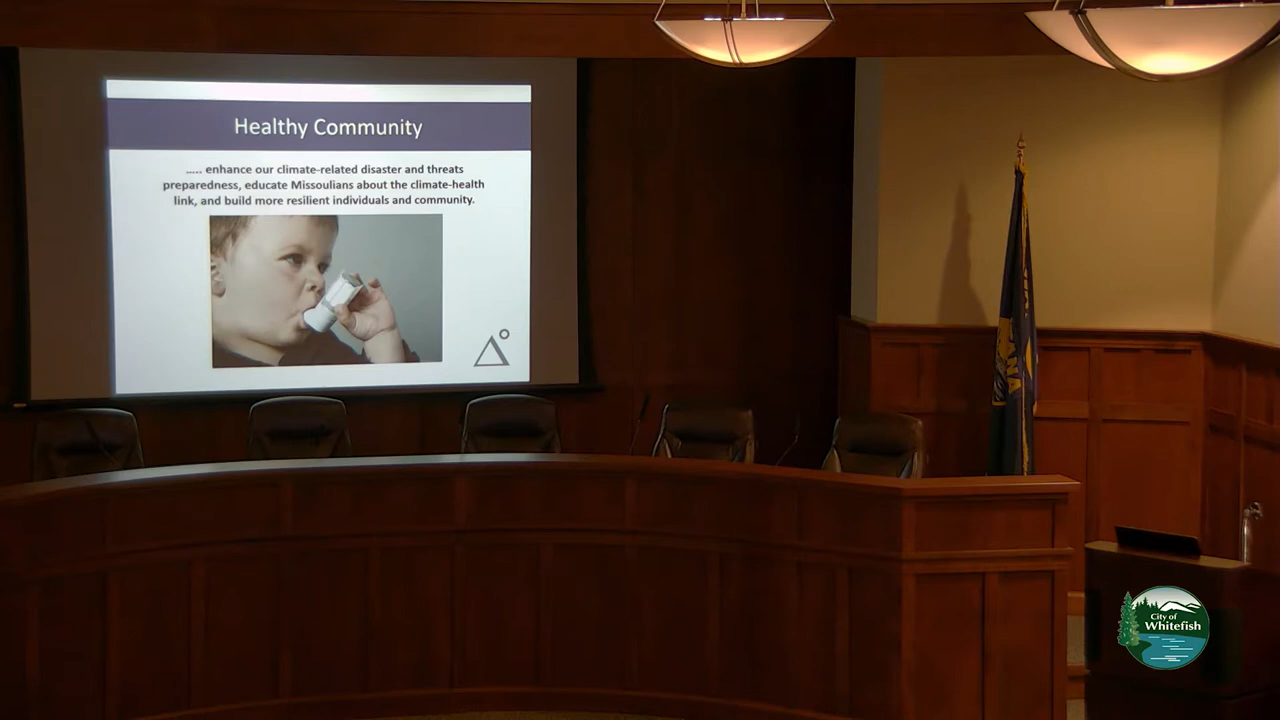 Healthy Community
..... enhance our climate-related disaster and threats
preparedness, educate Missoulians about the climate-health
link, and build more resilient individuals and community.
City of
Whitefish